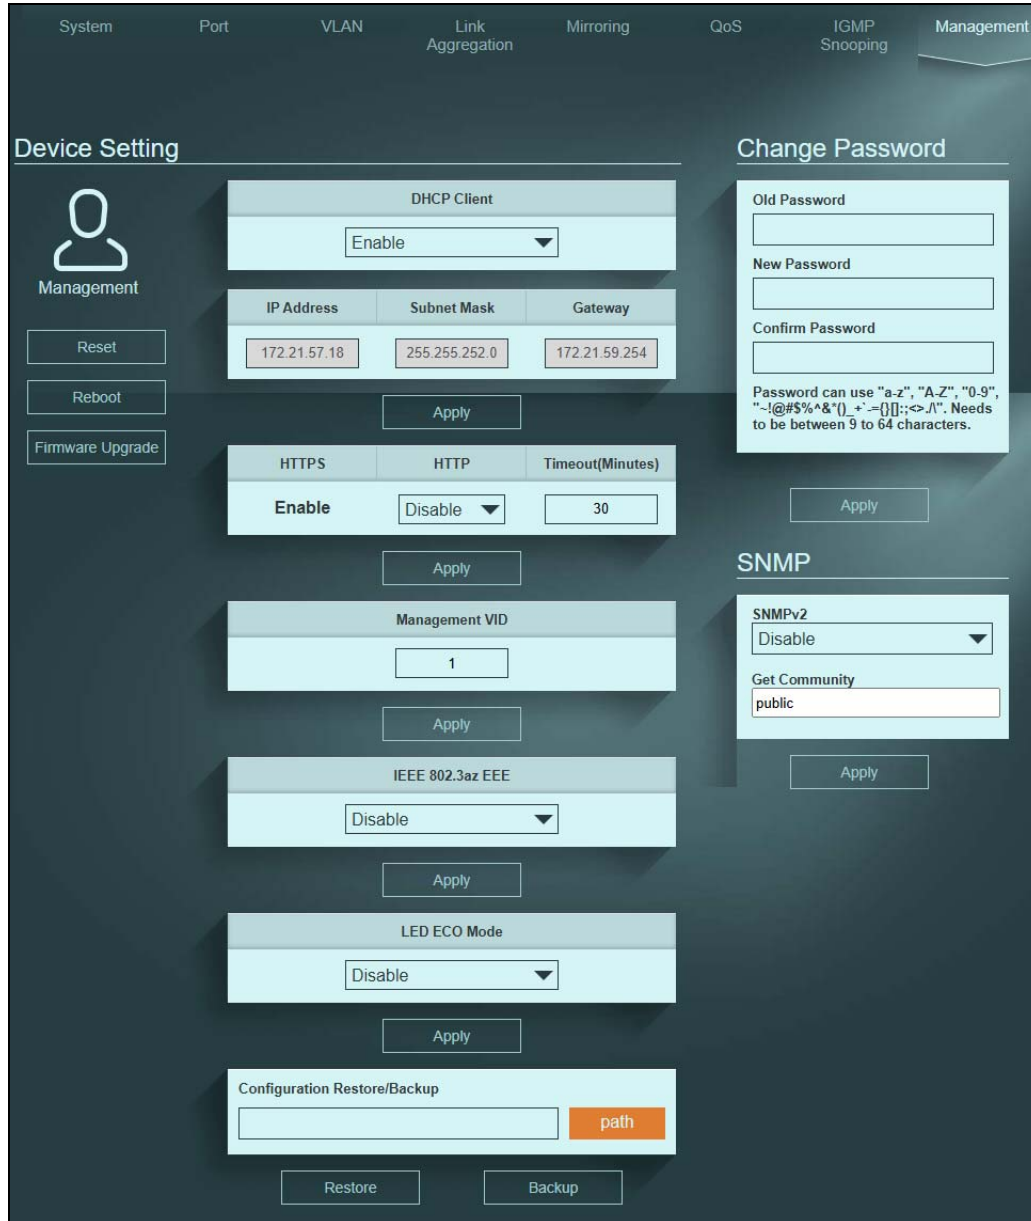 System
Port
VLAN
Link
Aggregation
Mirroring
QoS
IGMP
Snooping
Management
Device Setting
Management
Reset
Reboot
Firmware Upgrade
DHCP Client
Enable
IP Address Subnet Mask Gateway
172.21.57.18 255.255.252.0 172.21.59.254
Apply
HTTPS HTTP Timeout(Minutes)
Enable Disable 30
Apply
Management VID
1
Apply
IEEE 802.3az EEE
Disable
Apply
LED ECO Mode
Disable
Apply
Configuration Restore/Backup
path
Restore Backup
Change Password
Old Password
New Password
Confirm Password
Password can use "a-z", "A-Z", "0-9",
"~!@#$%^&*()_+`-={}[]:;<>./\". Needs
to be between 9 to 64 characters.
Apply
SNMP
SNMPv2
Disable
Get Community
public
Apply